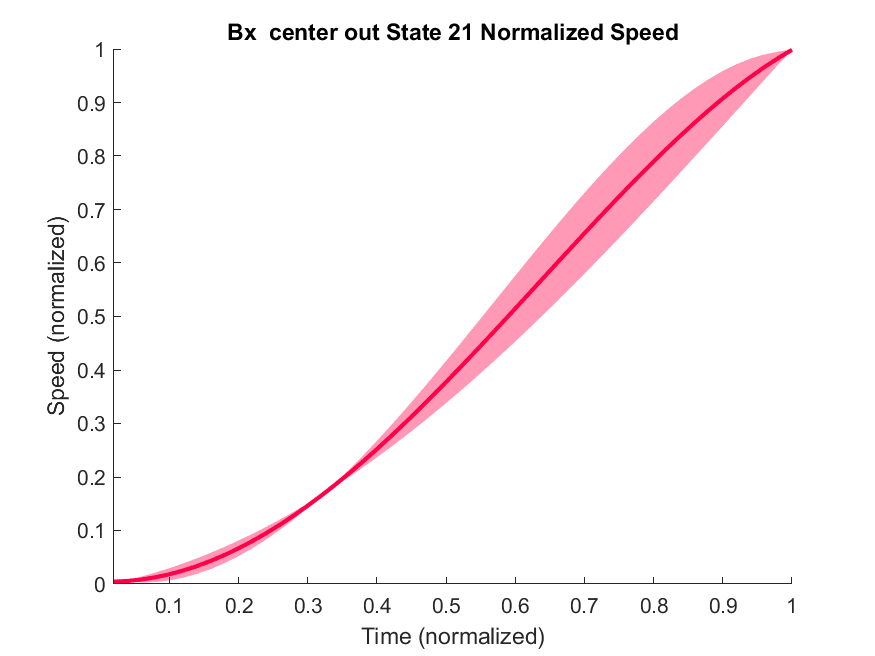 Bx  center out State 21 Normalized Speed
1
0.9
0.8
0.7
0.6
0.5
0.4
0.3
0.2
0.1
0
Speed (normalized)
0.1 0.2 0.3 0.4 0.5 0.6 0.7 0.8 0.9 1
Time (normalized)